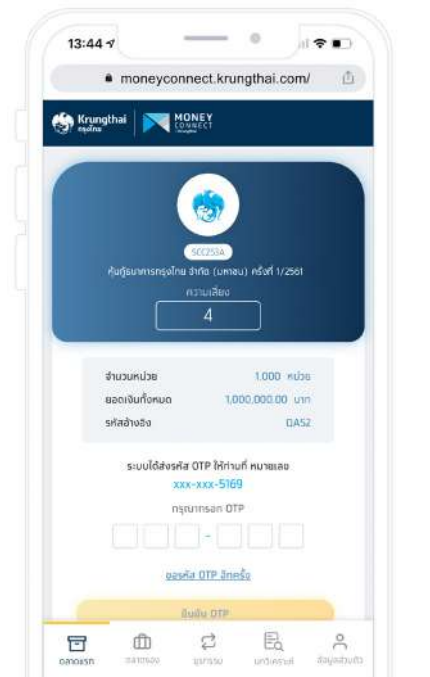 13:44
moneyconnect.krungthai.com/
Krungthai
กรุงไทย
MONEY
CONNECT
หุ้นกู้ธนาคารกรุงไทย จำกัด (มหาชน) ครั้งที่ 1/2561
ความเสี่ยง
4
จำนวนหน่วย 1,000 หน่วย
ยอดเงินทั้งหมด 1,000,000.00 บาท
รหัสอ้างอิง QAS2
ระบบได้ส่งรหัส OTP ให้ท่านที่ หมายเลข
xxx-xxx-5169
กรุณากรอก OTP
-
ขอรหัส OTP อีกครั้ง
ยืนยัน OTP
ตลาดแรก ตลาดรอง ธุรกรรม บทวิเคราะห์ ข้อมูลส่วนตัว